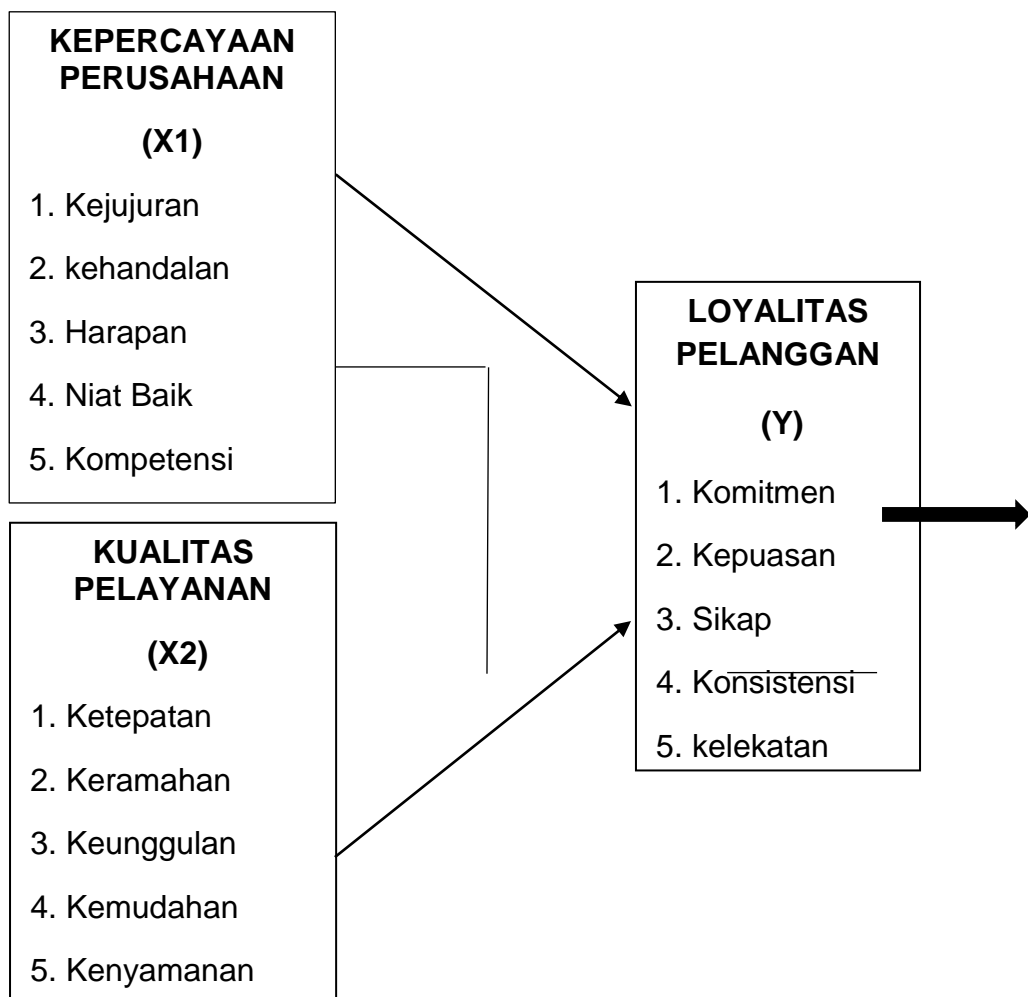 KEPERCAYAAN
PERUSAHAAN
(X1)
1. Kejujuran
2. kehandalan
3. Harapan
4. Niat Baik
5. Kompetensi
KUALITAS
PELAYANAN
(X2)
1. Ketepatan
2. Keramahan
3. Keunggulan
4. Kemudahan
5. Kenyamanan
LOYALITAS
PELANGGAN
(Y)
1. Komitmen
2. Kepuasan
3. Sikap
4. Konsistensi
5. kelekatan